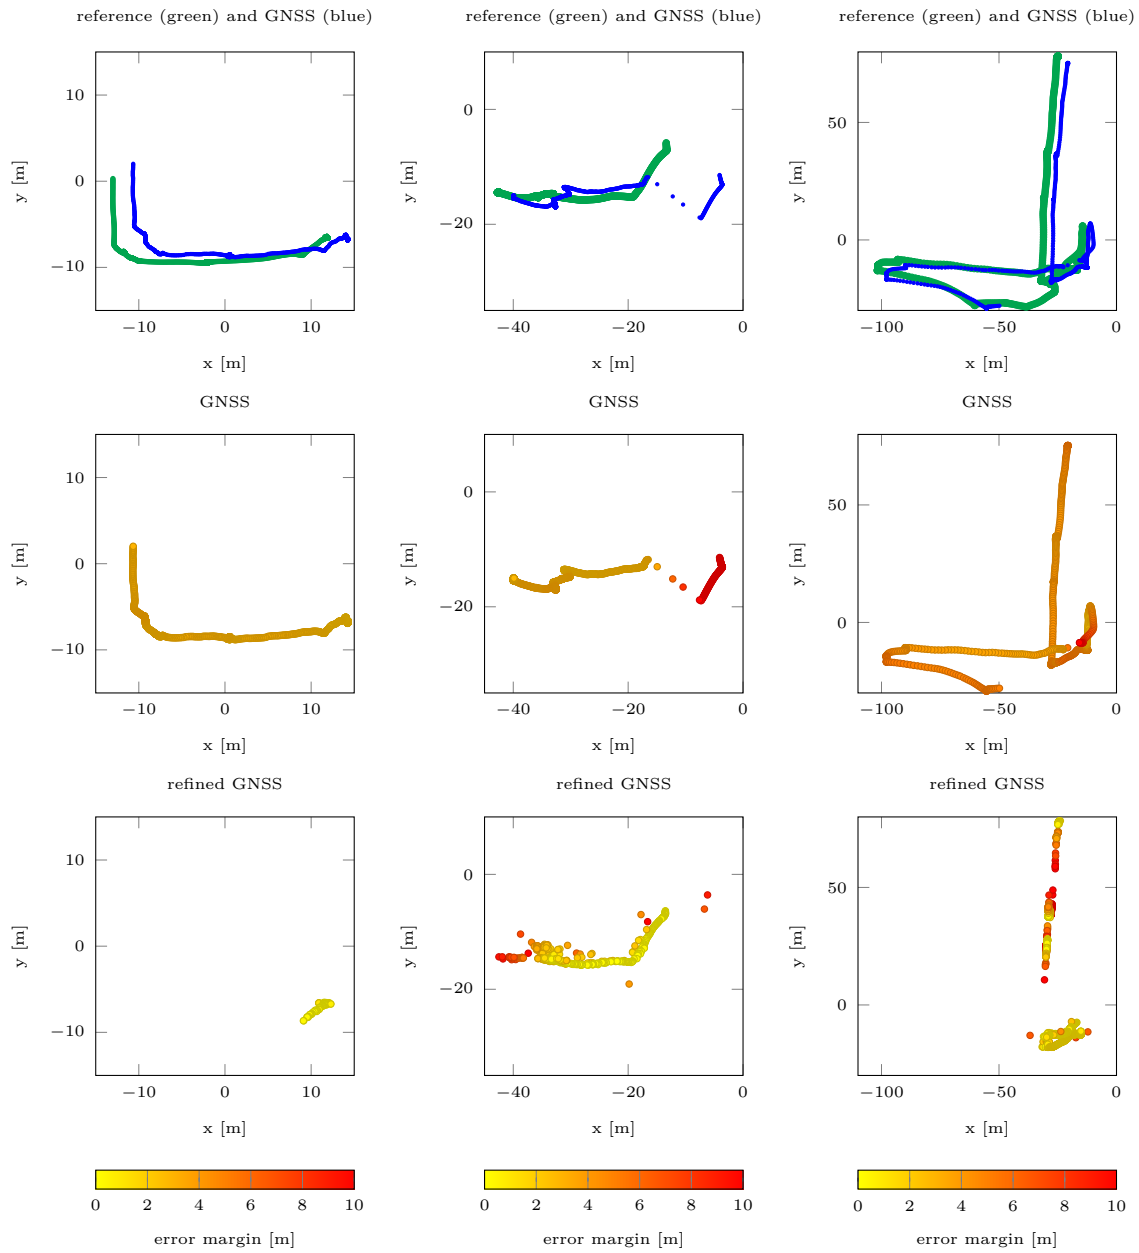 reference (green) and GNSS (blue) reference (green) and GNSS (blue) reference (green) and GNSS (blue)
10
0
−10
y [m]
−10 0 10
x [m]
0
−20
y [m]
−40 −20 0
x [m]
50
0
y [m]
−100 −50 0
x [m]
GNSS GNSS GNSS
10
0
−10
y [m]
−10 0 10
x [m]
0
−20
y [m]
−40 −20 0
x [m]
50
0
y [m]
−100 −50 0
x [m]
refined GNSS refined GNSS refined GNSS
10
0
−10
y [m]
−10 0 10
x [m]
0
−20
y [m]
−40 −20 0
x [m]
50
0
y [m]
−100 −50 0
x [m]
0 2 4 6 8 10
error margin [m]
0 2 4 6 8 10
error margin [m]
0 2 4 6 8 10
error margin [m]